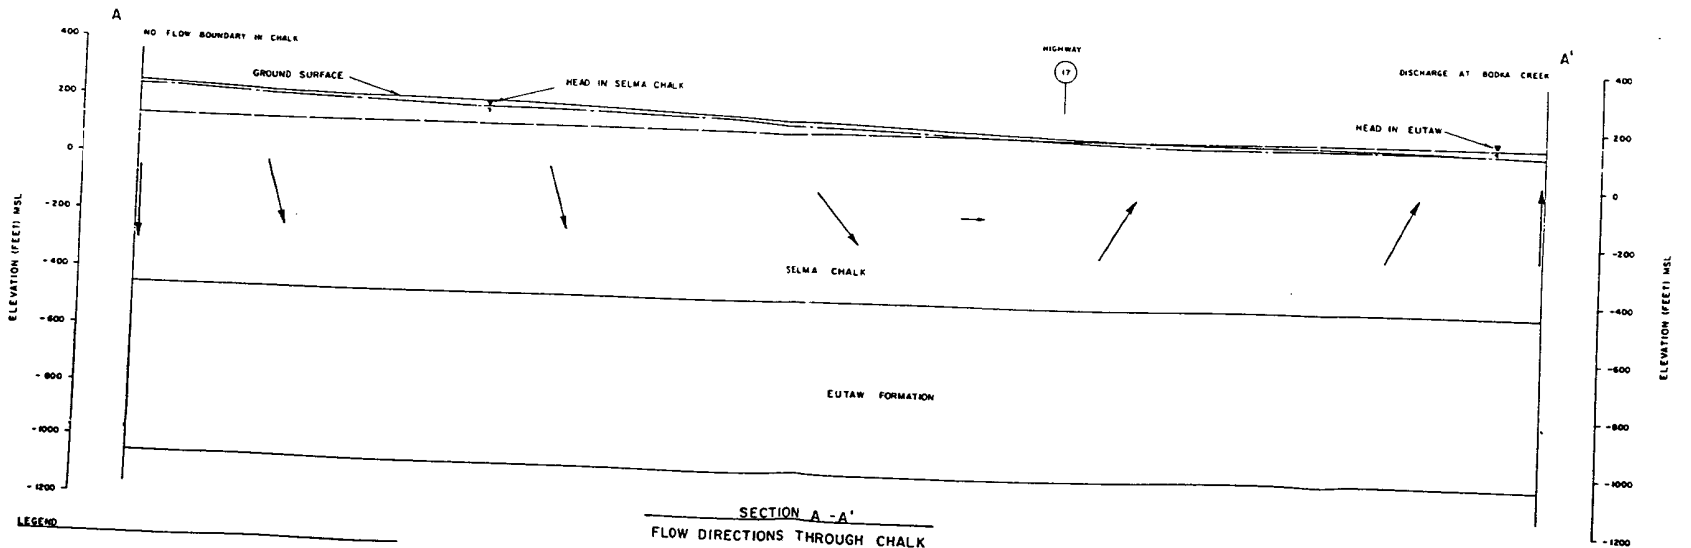 A
A'
NO FLOW BOUNDARY IN CHALK
HIGHWAY
17
GROUND SURFACE
HEAD IN SELMA CHALK
DISCHARGE AT BODKA CREEK
HEAD IN EUTAW
400
200
0
-200
-400
-600
-800
-1000
-1200
ELEVATION (FEET) MSL
400
200
0
-200
-400
-600
-800
-1000
-1200
ELEVATION (FEET) MSL
SELMA CHALK
EUTAW FORMATION
SECTION A-A'
FLOW DIRECTIONS THROUGH CHALK
LEGEND